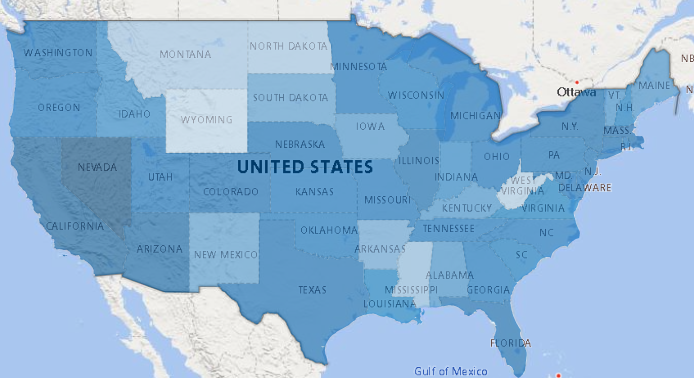 NORTH DAKOTA
WASHINGTON
MONTANA
MINNESOTA
NB
MAINE
Ottawa
WISCONSIN
VT
SOUTH DAKOTA
OREGON
IDAHO
MICHIGAN
N.H.
N
WYOMING
IOWA
N.Y.
MASS.
NEBRASKA
R.I.
OHIO
PA
NEVADA
UNITED STATES
ILLINOIS
UTAH
INDIANA
N.J.
MD
WEST
VIRGINIA
DELAWARE
COLORADO
KANSAS
MISSOURI
KENTUCKY
VIRGINIA
CALIFORNIA
OKLAHOMA
TENNESSEE
NC
ARIZONA
NEW MEXICO
ARKANSAS
SC
ALABAMA
TEXAS
MISSISSIPPI
GEORGIA
LOUISIANA
FLORIDA
Gulf of Mexico